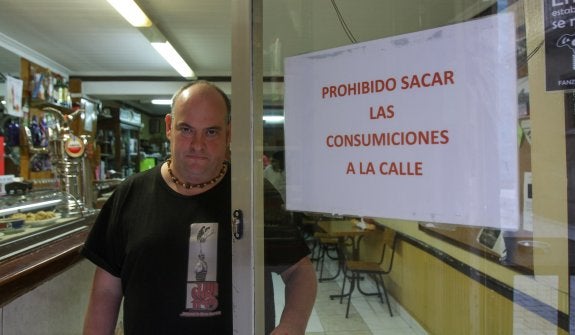 PROHIBIDO SACAR
LAS
CONSUMICIONES
A LA CALLE